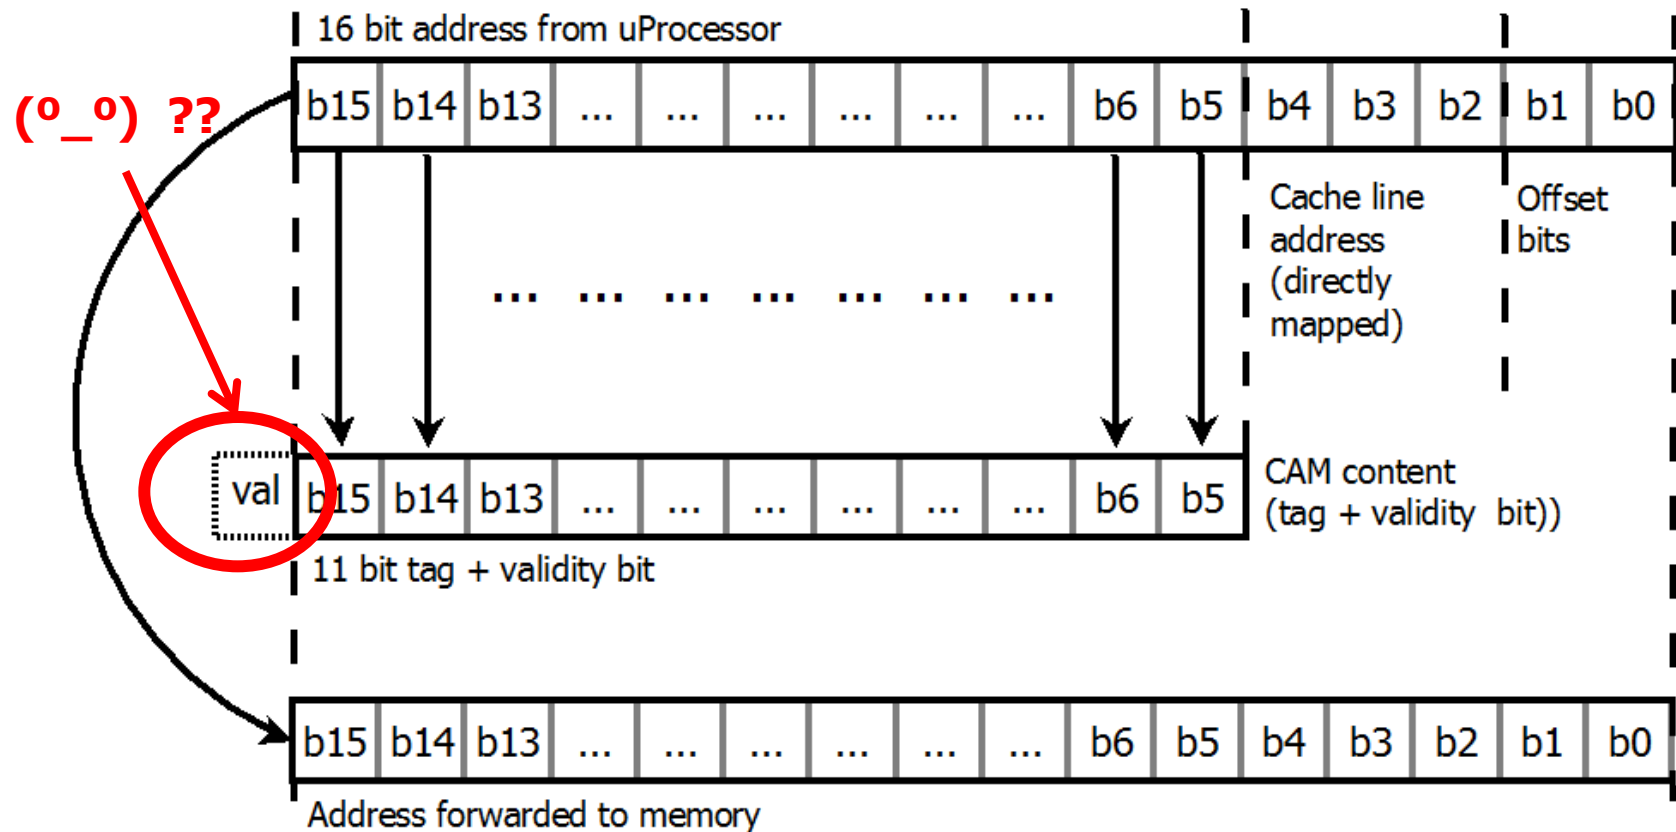 16 bit address from uProcessor
(º_º) ??
b15 b14 b13 ... ... ... ... ... ... b6 b5 b4 b3 b2 b1 b0
Cache line
address
(directly
mapped)
Offset
bits
... ... ... ... ... ... ...
val b15 b14 b13 ... ... ... ... ... ... b6 b5
CAM content
(tag + validity bit))
11 bit tag + validity bit
b15 b14 b13 ... ... ... ... ... ... b6 b5 b4 b3 b2 b1 b0
Address forwarded to memory